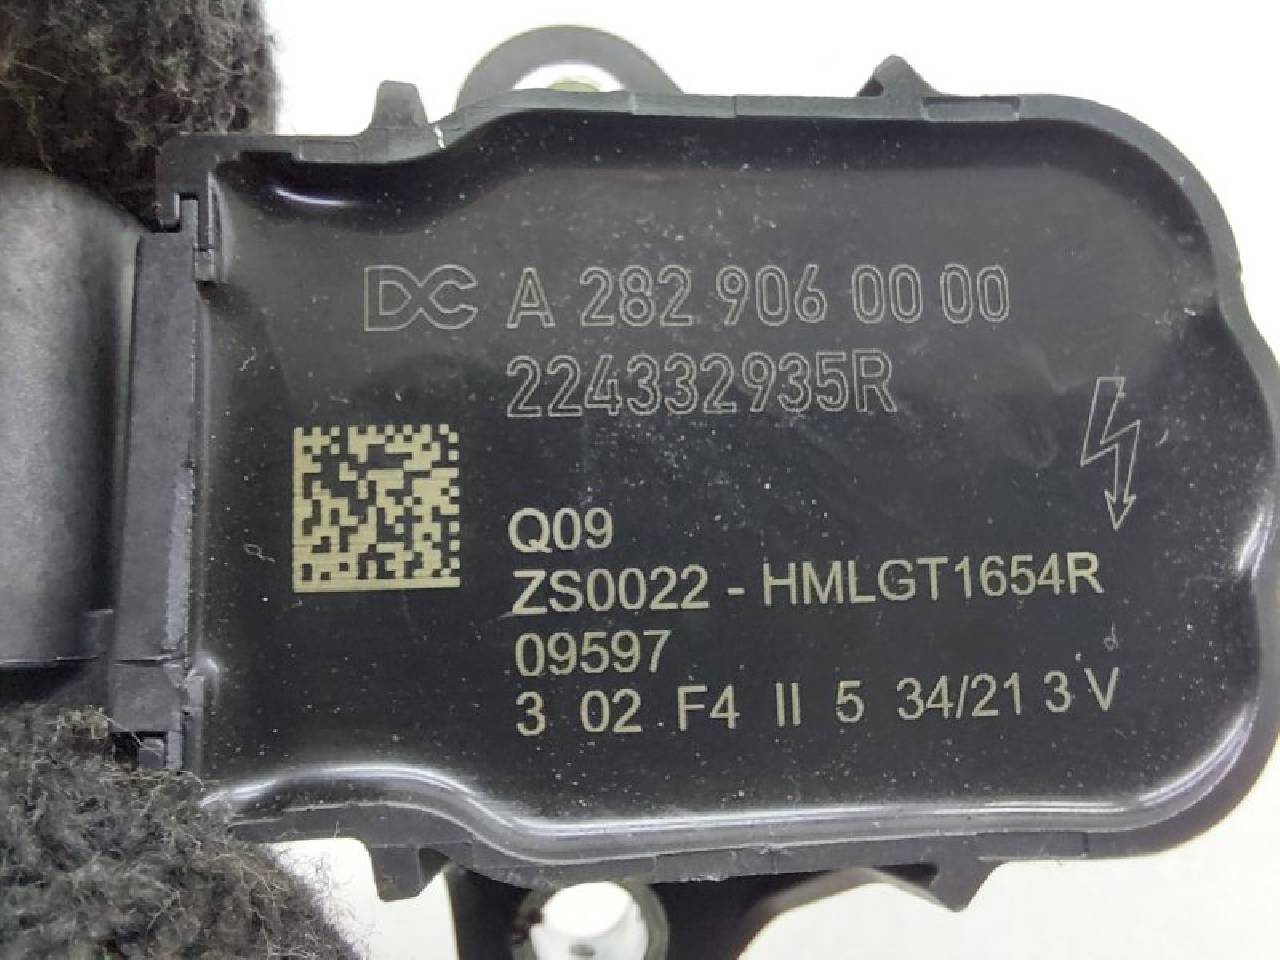 DC A 282 906 00 00
224332935R
Q09
ZS0022 - HMLGT1654R
09597
3 02 F4 II 5 34/21 3 V